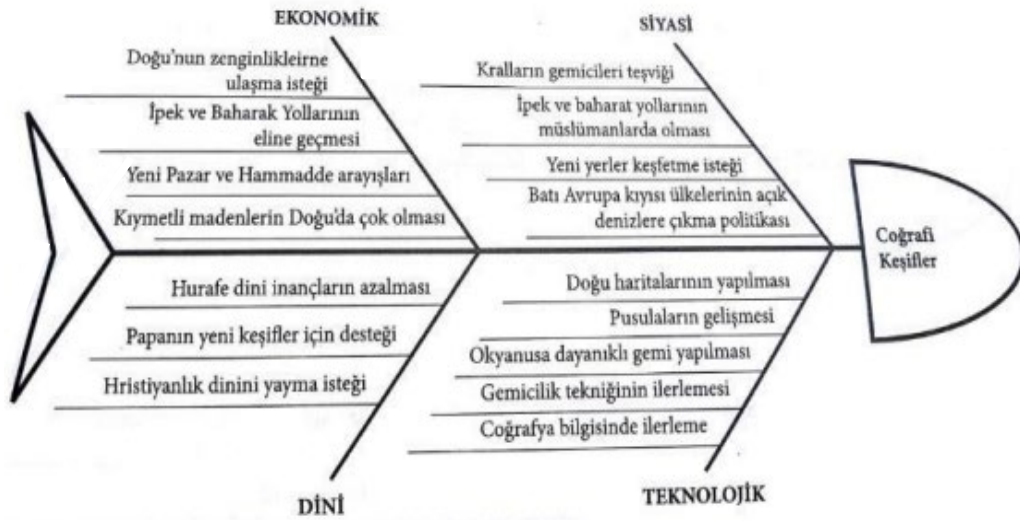 EKONOMİK
Doğu'nun zenginlikleirne
ulaşma isteği
İpek ve Baharak Yollarının
eline geçmesi
Yeni Pazar ve Hammadde arayışları
Kıymetli madenlerin Doğu'da çok olması
SİYASİ
Kralların gemicileri teşviği
İpek ve baharat yollarının
müslümanlarda olması
Yeni yerler keşfetme isteği
Batı Avrupa kıyısı ülkelerinin açık
denizlere çıkma politikası
Coğrafi
Keşifler
Hurafe dini inançların azalması
Papanın yeni keşifler için desteği
Hristiyanlık dinini yayma isteği
DİNİ
Doğu haritalarının yapılması
Pusulaların gelişmesi
Okyanusa dayanıklı gemi yapılması
Gemicilik tekniğinin ilerlemesi
Coğrafya bilgisinde ilerleme
TEKNOLOJİK